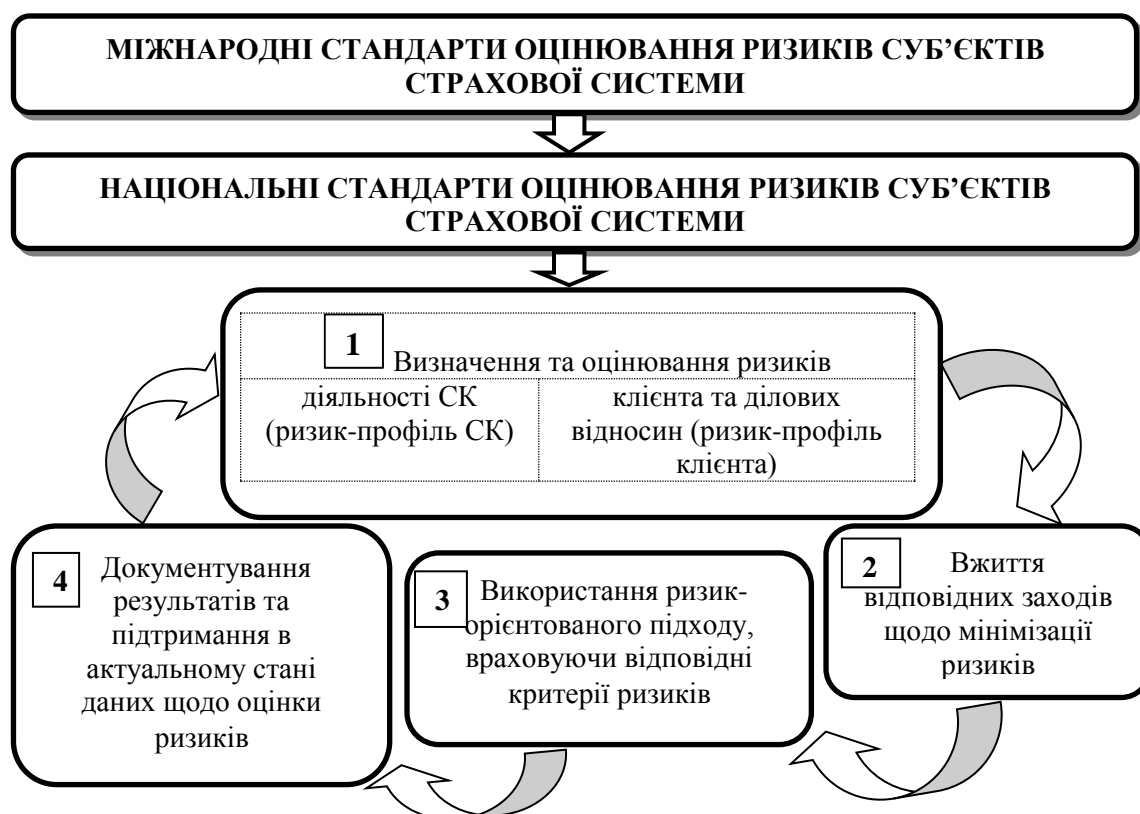 МІЖНАРОДНІ СТАНДАРТИ ОЦІНЮВАННЯ РИЗИКІВ СУБ’ЄКТІВ
СТРАХОВОЇ СИСТЕМИ
НАЦІОНАЛЬНІ СТАНДАРТИ ОЦІНЮВАННЯ РИЗИКІВ СУБ’ЄКТІВ
СТРАХОВОЇ СИСТЕМИ
1
Визначення та оцінювання ризиків
діяльності СК
(ризик-профіль СК)
клієнта та ділових
відносин (ризик-профіль
клієнта)
2
Вжиття
відповідних заходів
щодо мінімізації
ризиків
3
Використання ризик-
орієнтованого підходу,
враховуючи відповідні
критерії ризиків
4
Документування
результатів та
підтримання в
актуальному стані
даних щодо оцінки
ризиків